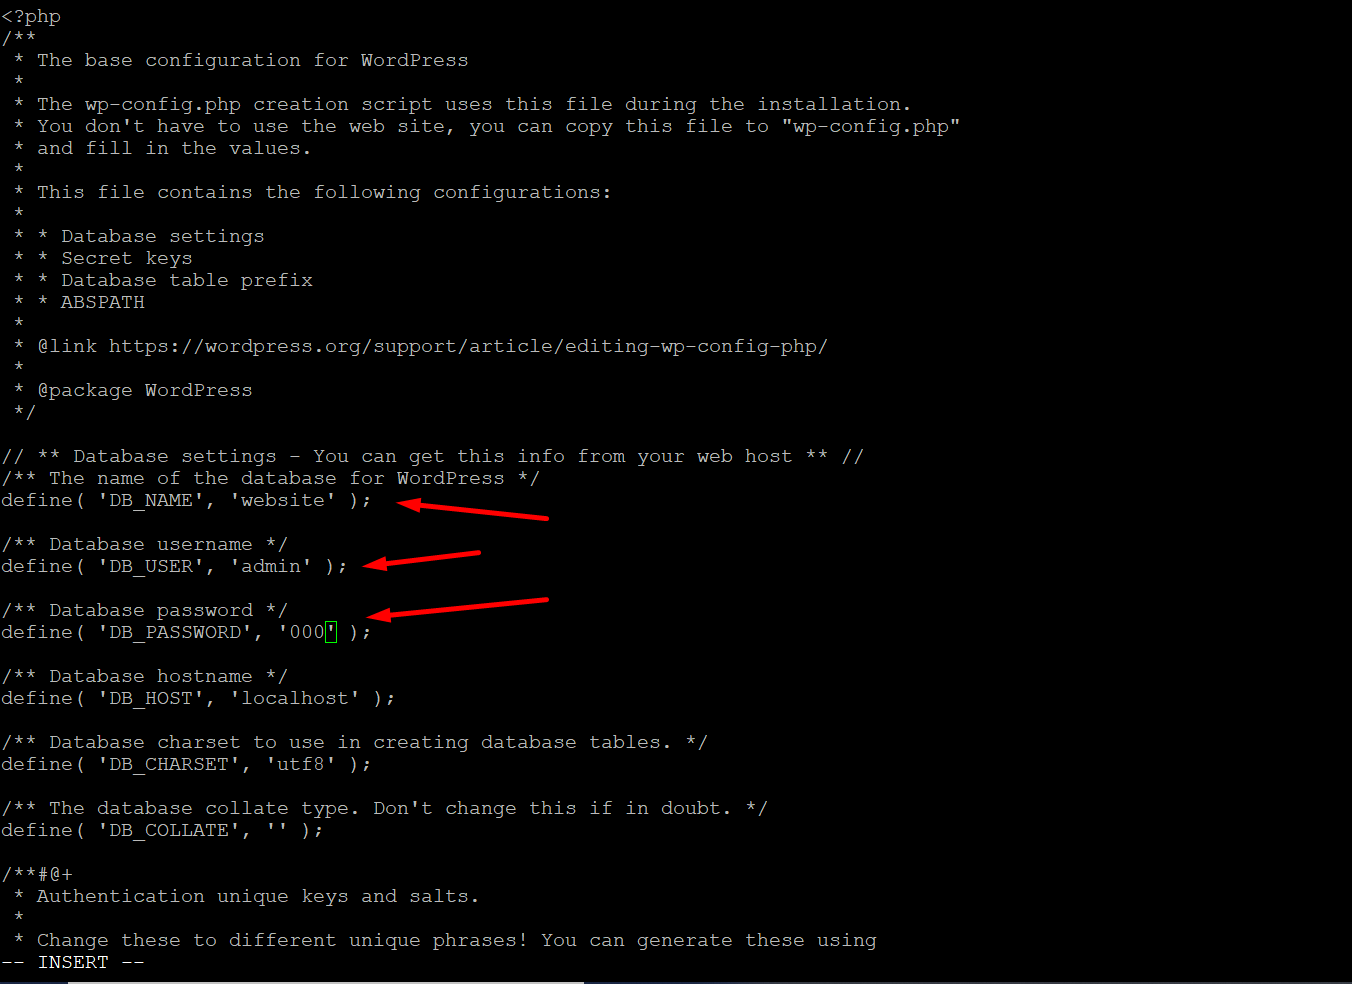 <?php
/**
 * The base configuration for WordPress
 *
 * The wp-config.php creation script uses this file during the installation.
 * You don't have to use the web site, you can copy this file to "wp-config.php"
 * and fill in the values.
 *
 * This file contains the following configurations:
 *
 * * Database settings
 * * Secret keys
 * * Database table prefix
 * * ABSPATH
 *
 * @link https://wordpress.org/support/article/editing-wp-config-php/
 *
 * @package WordPress
 */

// ** Database settings - You can get this info from your web host ** //
/** The name of the database for WordPress */
define( 'DB_NAME', 'website' );

/** Database username */
define( 'DB_USER', 'admin' );

/** Database password */
define( 'DB_PASSWORD', '000' );

/** Database hostname */
define( 'DB_HOST', 'localhost' );

/** Database charset to use in creating database tables. */
define( 'DB_CHARSET', 'utf8' );

/** The database collate type. Don't change this if in doubt. */
define( 'DB_COLLATE', '' );

/**#@+
 * Authentication unique keys and salts.
 *
 * Change these to different unique phrases! You can generate these using
-- INSERT --